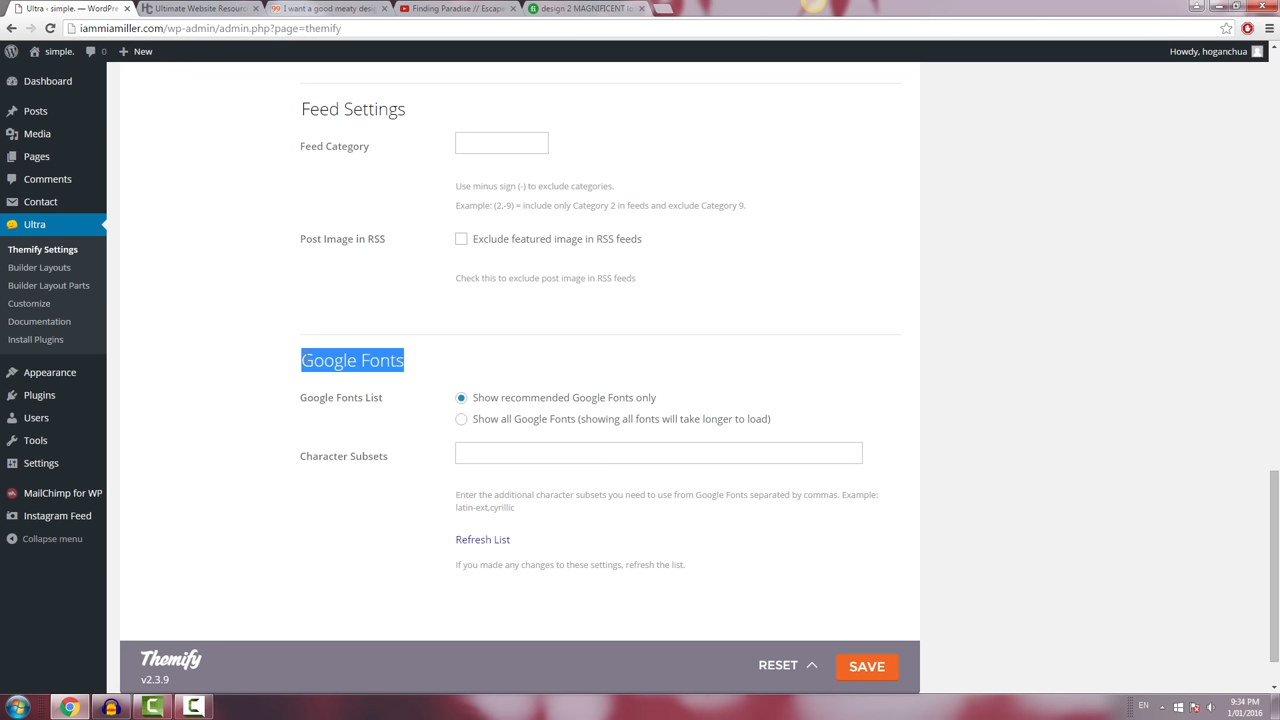 Ultra ‹ simple. — WordPre
Ultimate Website Resourc
I want a good meaty desig
Finding Paradise // Escape
design 2 MAGNIFICENT lo
iammiamiller.com/wp-admin/admin.php?page=themify
simple.
0
New
Howdy, hoganchua
Dashboard
Posts
Media
Pages
Comments
Contact
Ultra
Themify Settings
Builder Layouts
Builder Layout Parts
Customize
Documentation
Install Plugins
Appearance
Plugins
Users
Tools
Settings
MailChimp for WP
Instagram Feed
Collapse menu
Feed Settings
Feed Category
Use minus sign (-) to exclude categories.
Example: (2,-9) = include only Category 2 in feeds and exclude Category 9.
Post Image in RSS
Exclude featured image in RSS feeds
Check this to exclude post image in RSS feeds
Google Fonts
Google Fonts List
Show recommended Google Fonts only
Show all Google Fonts (showing all fonts will take longer to load)
Character Subsets
Enter the additional character subsets you need to use from Google Fonts separated by commas. Example:
latin-ext,cyrillic
Refresh List
If you made any changes to these settings, refresh the list.
Themify
v2.3.9
RESET
SAVE
EN
9:34 PM
1/01/2016